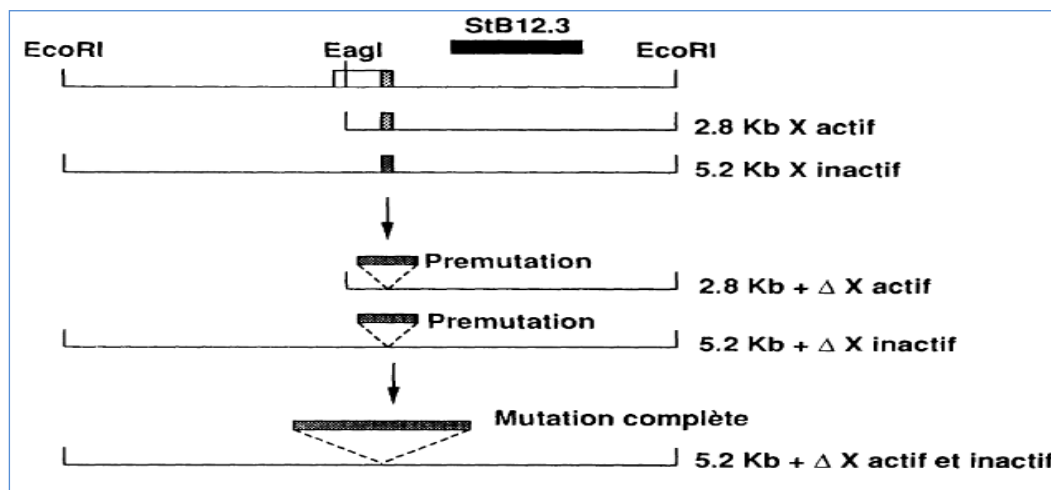 StB12.3
EcoRI EagI EcoRI
2.8 Kb X actif
5.2 Kb X inactif
Premutation
2.8 Kb + Δ X actif
Premutation
5.2 Kb + Δ X inactif
Mutation complète
5.2 Kb + Δ X actif et inactif